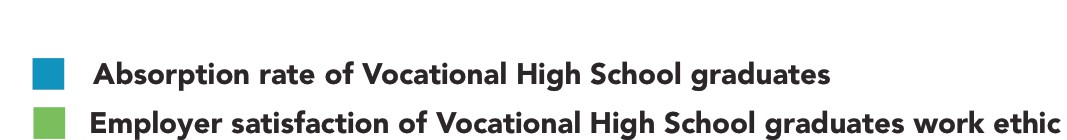 Absorption rate of Vocational High School graduates
Employer satisfaction of Vocational High School graduates work ethic